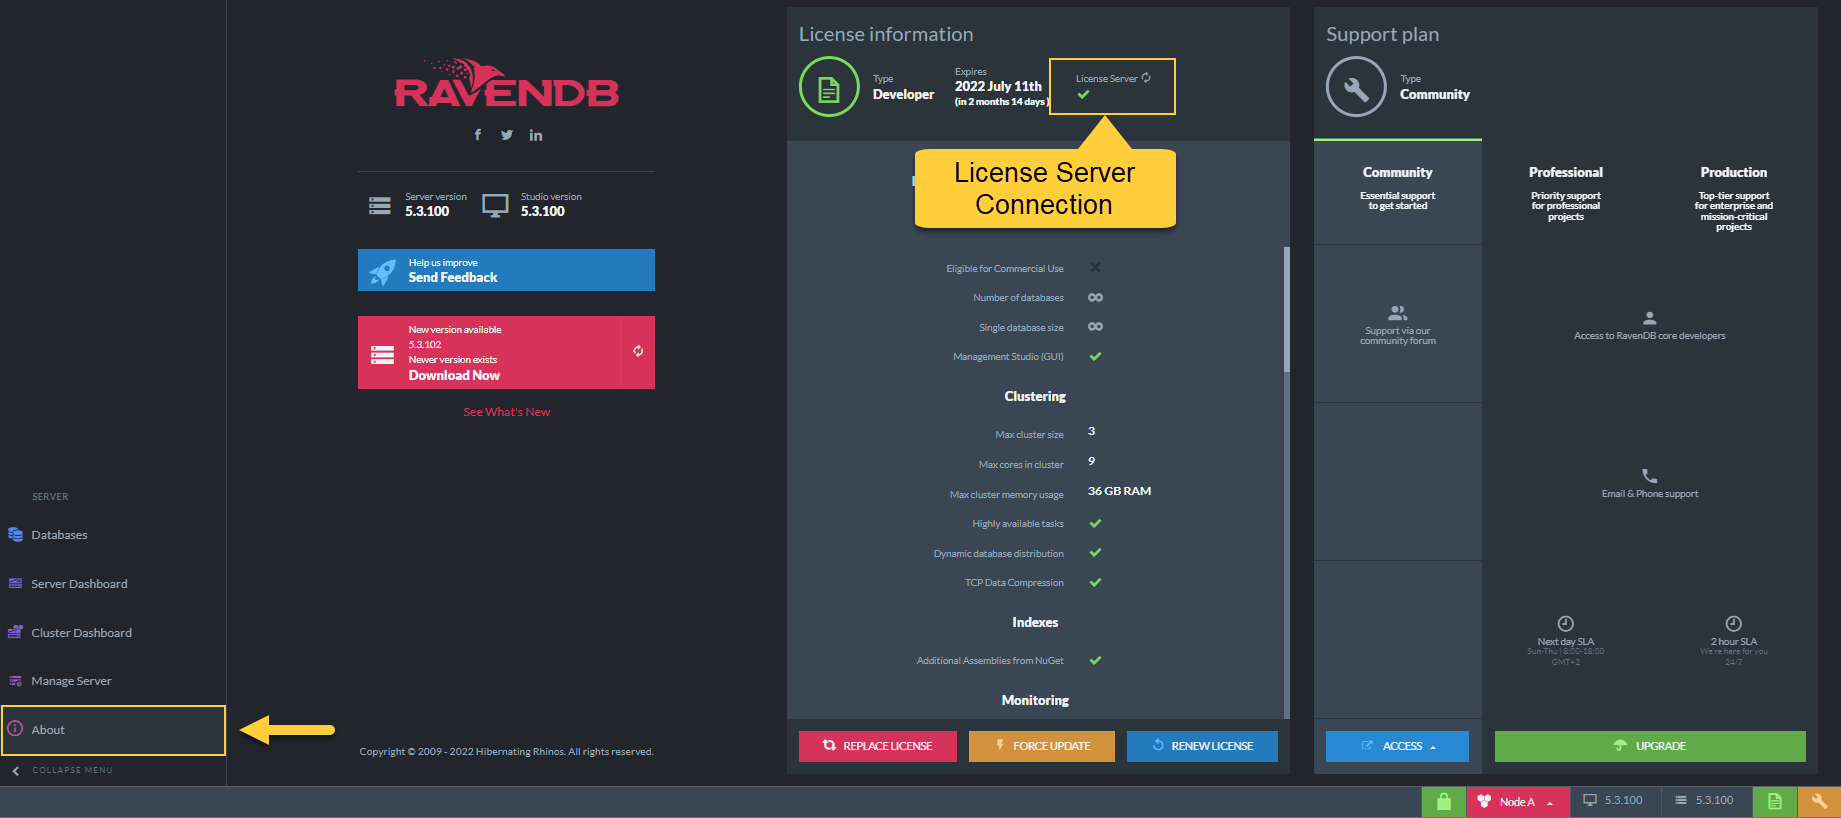 SERVER
Databases
Server Dashboard
Cluster Dashboard
Manage Server
About
COLLAPSE MENU
RAVENDB
Server version
5.3.100
Studio version
5.3.100
Help us improve
Send Feedback
New version available
5.3.102
Newer version exists
Download Now
See What's New
Copyright © 2009 - 2022 Hibernating Rhinos. All rights reserved.
License information
Type
Developer
Expires
2022 July 11th
(in 2 months 14 days )
License Server
License Server
Connection
Eligible for Commercial Use
Number of databases
Single database size
Management Studio (GUI)
Clustering
Max cluster size 3
Max cores in cluster 9
Max cluster memory usage 36 GB RAM
Highly available tasks
Dynamic database distribution
TCP Data Compression
Indexes
Additional Assemblies from NuGet
Monitoring
REPLACE LICENSE
FORCE UPDATE
RENEW LICENSE
Support plan
Type
Community
Community
Essential support
to get started
Professional
Priority support
for professional
projects
Production
Top-tier support
for enterprise and
mission-critical
projects
Support via our
community forum
Access to RavenDB core developers
Email & Phone support
Next day SLA
Sun-Thu | 8:00-18:00
GMT+2
2 hour SLA
We're here for you
24/7
ACCESS
UPGRADE
Node A
5.3.100
5.3.100